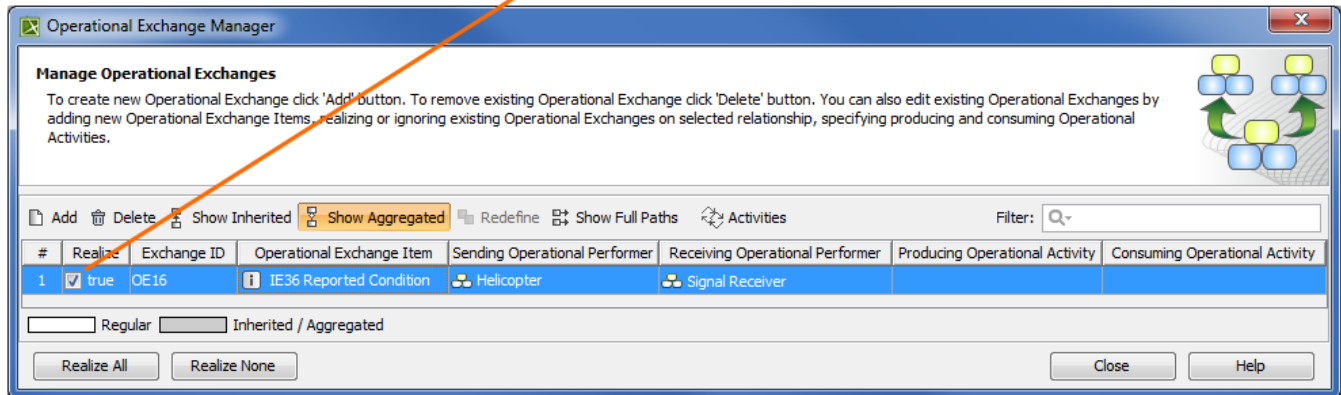 Operational Exchange Manager
Manage Operational Exchanges
To create new Operational Exchange click 'Add' button. To remove existing Operational Exchange click 'Delete' button. You can also edit existing Operational Exchanges by
adding new Operational Exchange Items, realizing or ignoring existing Operational Exchanges on selected relationship, specifying producing and consuming Operational
Activities.
Add Delete Show Inherited Show Aggregated Redefine Show Full Paths Activities Filter:
# Realize Exchange ID Operational Exchange Item Sending Operational Performer Receiving Operational Performer Producing Operational Activity Consuming Operational Activity
1 true OE16 IE36 Reported Condition Helicopter Signal Receiver
Regular Inherited / Aggregated
Realize All Realize None Close Help